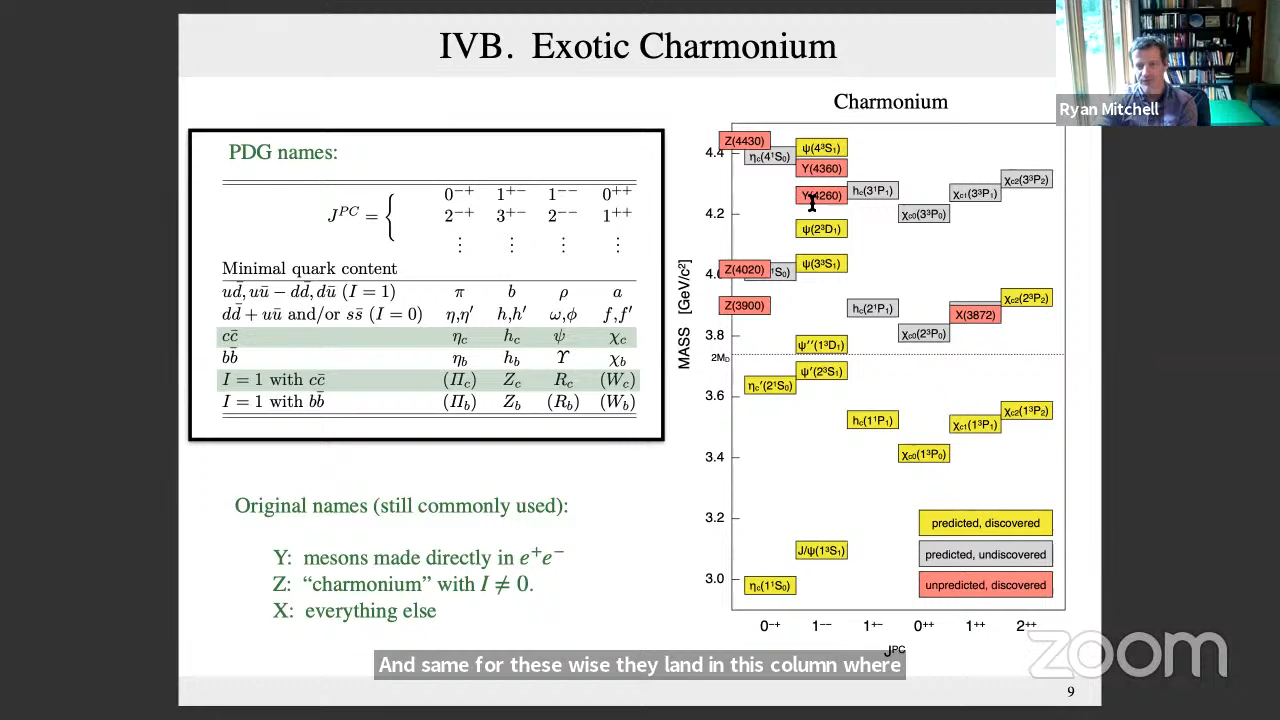 IVB. Exotic Charmonium
Ryan Mitchell
PDG names:
J^{PC} = {
0⁻⁺ 1⁺⁻ 1⁻⁻ 0⁺⁺
2⁻⁺ 3⁺⁻ 2⁻⁻ 1⁺⁺
⋮ ⋮ ⋮ ⋮
Minimal quark content
ud̄, uū − dd̄, dū (I = 1) π b ρ a
dd̄ + uū and/or ss̄ (I = 0) η,η′ h,h′ ω,ϕ f,f′
cc̄ η_c h_c ψ χ_c
bb̄ η_b h_b ϒ χ_b
I = 1 with cc̄ (Π_c) Z_c R_c (W_c)
I = 1 with bb̄ (Π_b) Z_b (R_b) (W_b)
Original names (still commonly used):
Y: mesons made directly in e⁺e⁻
Z: “charmonium” with I ≠ 0.
X: everything else
Charmonium
MASS [GeV/c²]
4.4
4.2
4.0
3.8
2M_D
3.6
3.4
3.2
3.0
Z(4430)
η_c(4¹S₀)
Z(4020)
¹S₀)
Z(3900)
η_c′(2¹S₀)
η_c(1¹S₀)
ψ(4³S₁)
Y(4360)
Y(4260)
ψ(2³D₁)
ψ(3³S₁)
ψ′′(1³D₁)
ψ′(2³S₁)
J/ψ(1³S₁)
h_c(3¹P₁)
h_c(2¹P₁)
h_c(1¹P₁)
χ_c0(3³P₀)
χ_c0(2³P₀)
χ_c0(1³P₀)
χ_c1(3³P₁)
X(3872)
χ_c1(1³P₁)
χ_c2(3³P₂)
χ_c2(2³P₂)
χ_c2(1³P₂)
predicted, discovered
predicted, undiscovered
unpredicted, discovered
0⁻⁺ 1⁻⁻ 1⁺⁻ 0⁺⁺ 1⁺⁺ 2⁺⁺
J^{PC}
And same for these wise they land in this column where
zoom
9